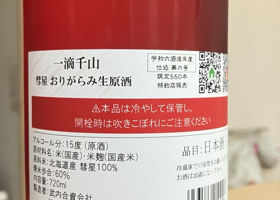 一滴千山
彗星 おりがらみ生原酒
令和六酒造年度
仕込 第六号
限定550本
特約店販売
⚠本品は冷やして保管し、
開栓時は吹きこぼれにご注意ください。
アルコール分:15度(原酒)
原材料名:米(国産)・米麹(国産米)
原料米:北海道産 彗星100%
精米歩合:60%
内容量:720ml
品目:日本酒